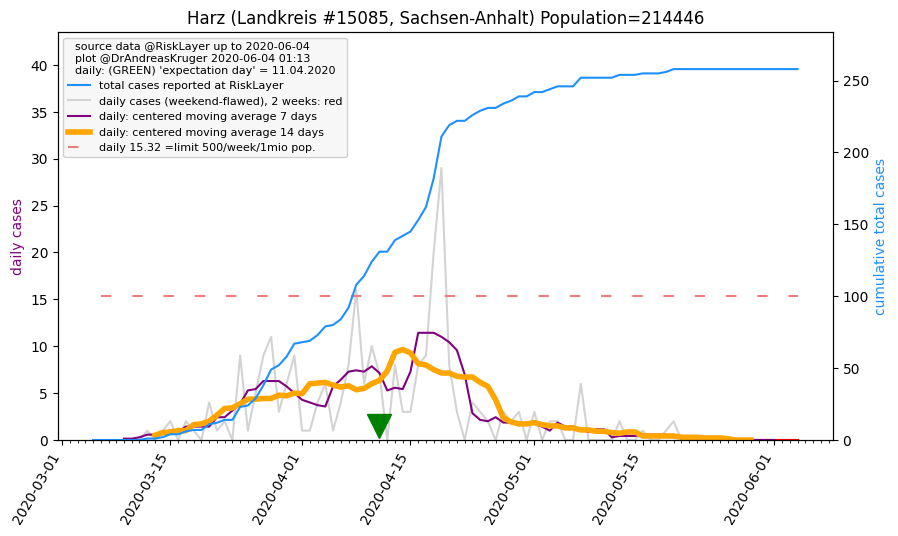 Harz (Landkreis #15085, Sachsen-Anhalt) Population=214446
source data @RiskLayer up to 2020-06-04
plot @DrAndreasKruger 2020-06-04 01:13
daily: (GREEN) 'expectation day' = 11.04.2020
total cases reported at RiskLayer
daily cases (weekend-flawed), 2 weeks: red
daily: centered moving average 7 days
daily: centered moving average 14 days
daily 15.32 =limit 500/week/1mio pop.
daily cases
40
35
30
25
20
15
10
5
0
250
200
150
100
50
0
cumulative total cases
2020-03-01
2020-03-15
2020-04-01
2020-04-15
2020-05-01
2020-05-15
2020-06-01